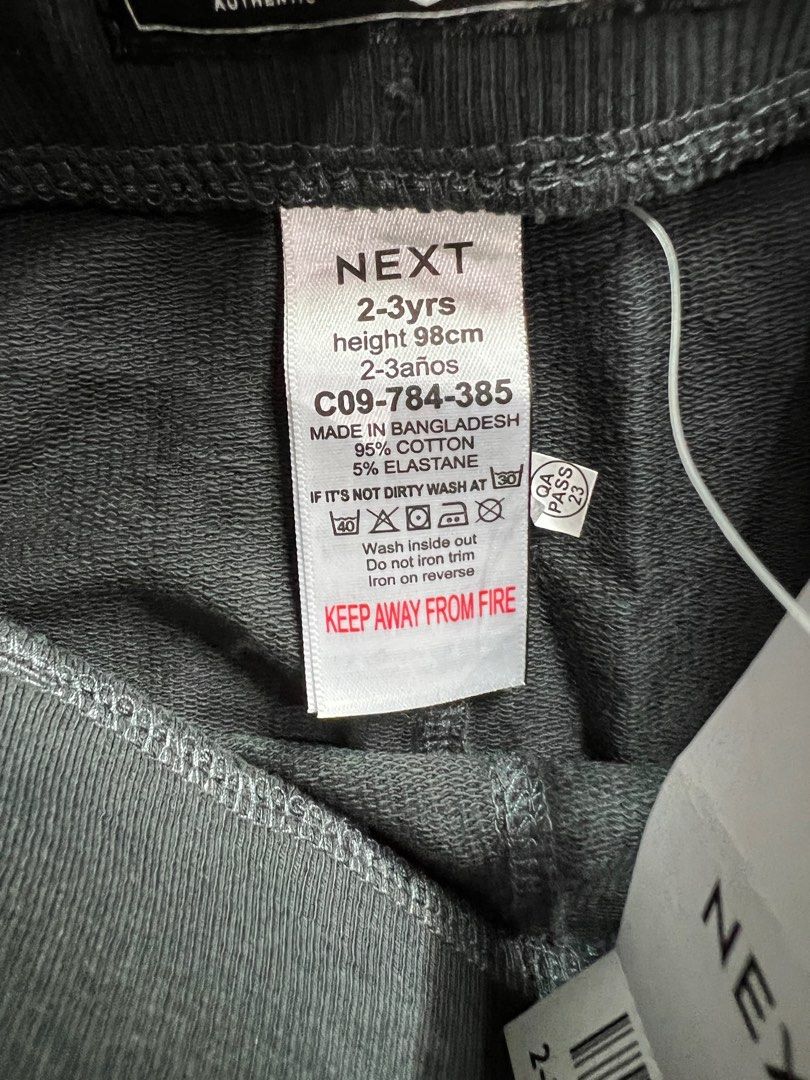 AUTHENTIC
NEXT
2-3yrs
height 98cm
2-3años
C09-784-385
MADE IN BANGLADESH
95% COTTON
5% ELASTANE
IF IT'S NOT DIRTY WASH AT 30
40
Wash inside out
Do not iron trim
Iron on reverse
KEEP AWAY FROM FIRE
QA
PASS
23
NEX
2-